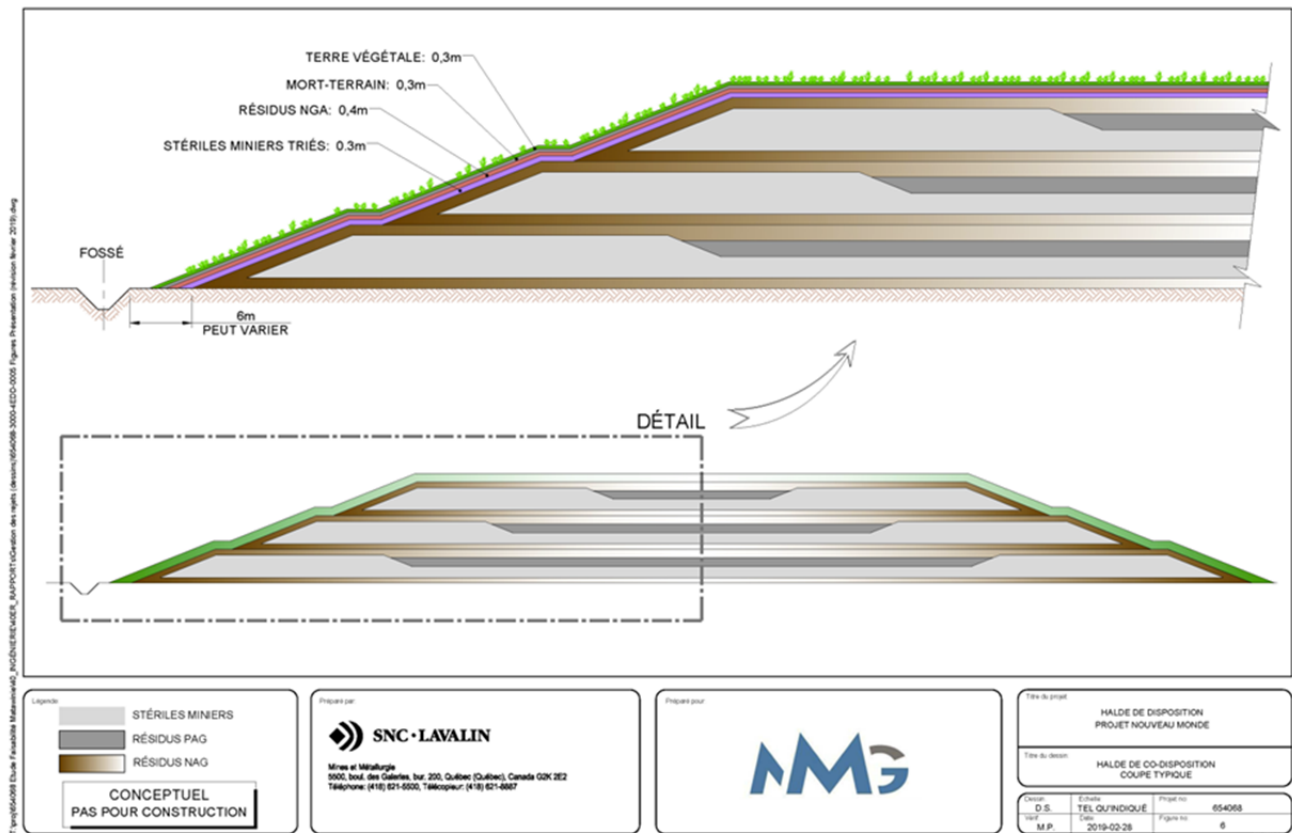 TERRE VÉGÉTALE: 0,3m
MORT-TERRAIN: 0,3m
RÉSIDUS NGA: 0,4m
STÉRILES MINIERS TRIÉS: 0.3m
FOSSÉ
6m
PEUT VARIER
DÉTAIL
Légende
STÉRILES MINIERS
RÉSIDUS PAG
RÉSIDUS NAG
CONCEPTUEL
PAS POUR CONSTRUCTION
Préparé par:
SNC • LAVALIN
Mines et Métallurgie
5500, boul. des Galeries, bur. 200, Québec (Québec), Canada G2K 2E2
Téléphone: (418) 621-5500, Télécopieur: (418) 621-8887
Préparé pour
NMG
Titre du projet
HALDE DE DISPOSITION
PROJET NOUVEAU MONDE
Titre du dessin
HALDE DE CO-DISPOSITION
COUPE TYPIQUE
Dessin: D.S. Échelle TEL QU'INDIQUÉ Projet no 654068
Vérif. M.P. Date 2019-02-28 Figure no. 6